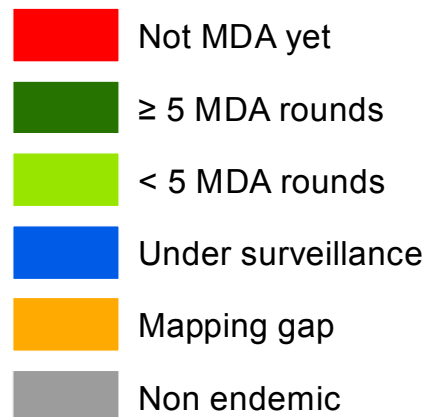 Not MDA yet
≥ 5 MDA rounds
< 5 MDA rounds
Under surveillance
Mapping gap
Non endemic